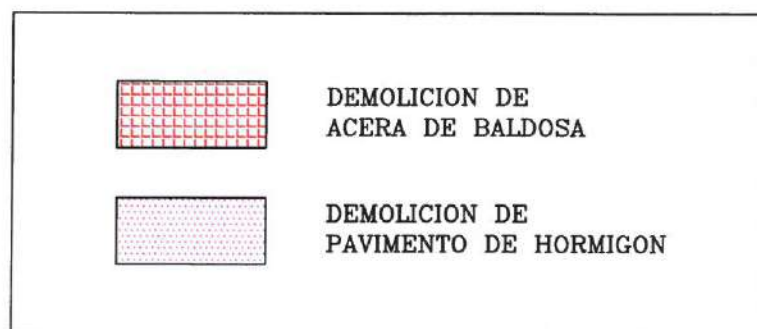 DEMOLICION DE
ACERA DE BALDOSA
DEMOLICION DE
PAVIMENTO DE HORMIGON